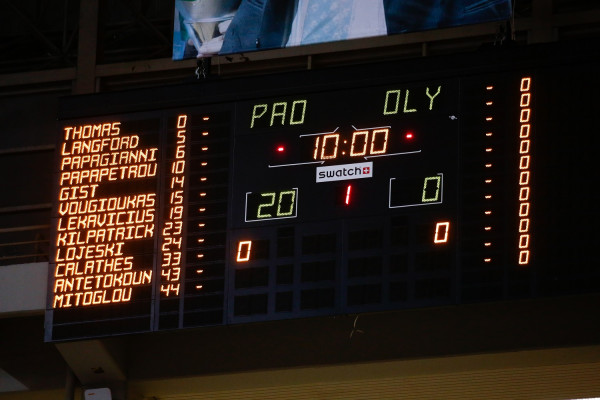 PAO OLY
10:00
swatch
20 1 0
0 0
THOMAS 0 -
LANGFORD 5 -
PAPAGIANNI 6 -
PAPAPETROU 10 -
GIST 14 -
VOUGIOUKAS 15 -
LEKAVICIUS 19 -
KILPATRICK 23 -
LOJESKI 24 -
CALATHES 33 -
ANTETOKOUN 43 -
MITOGLOU 44 -
- 0
- 0
- 0
- 0
- 0
- 0
- 0
- 0
- 0
- 0
- 0
- 0